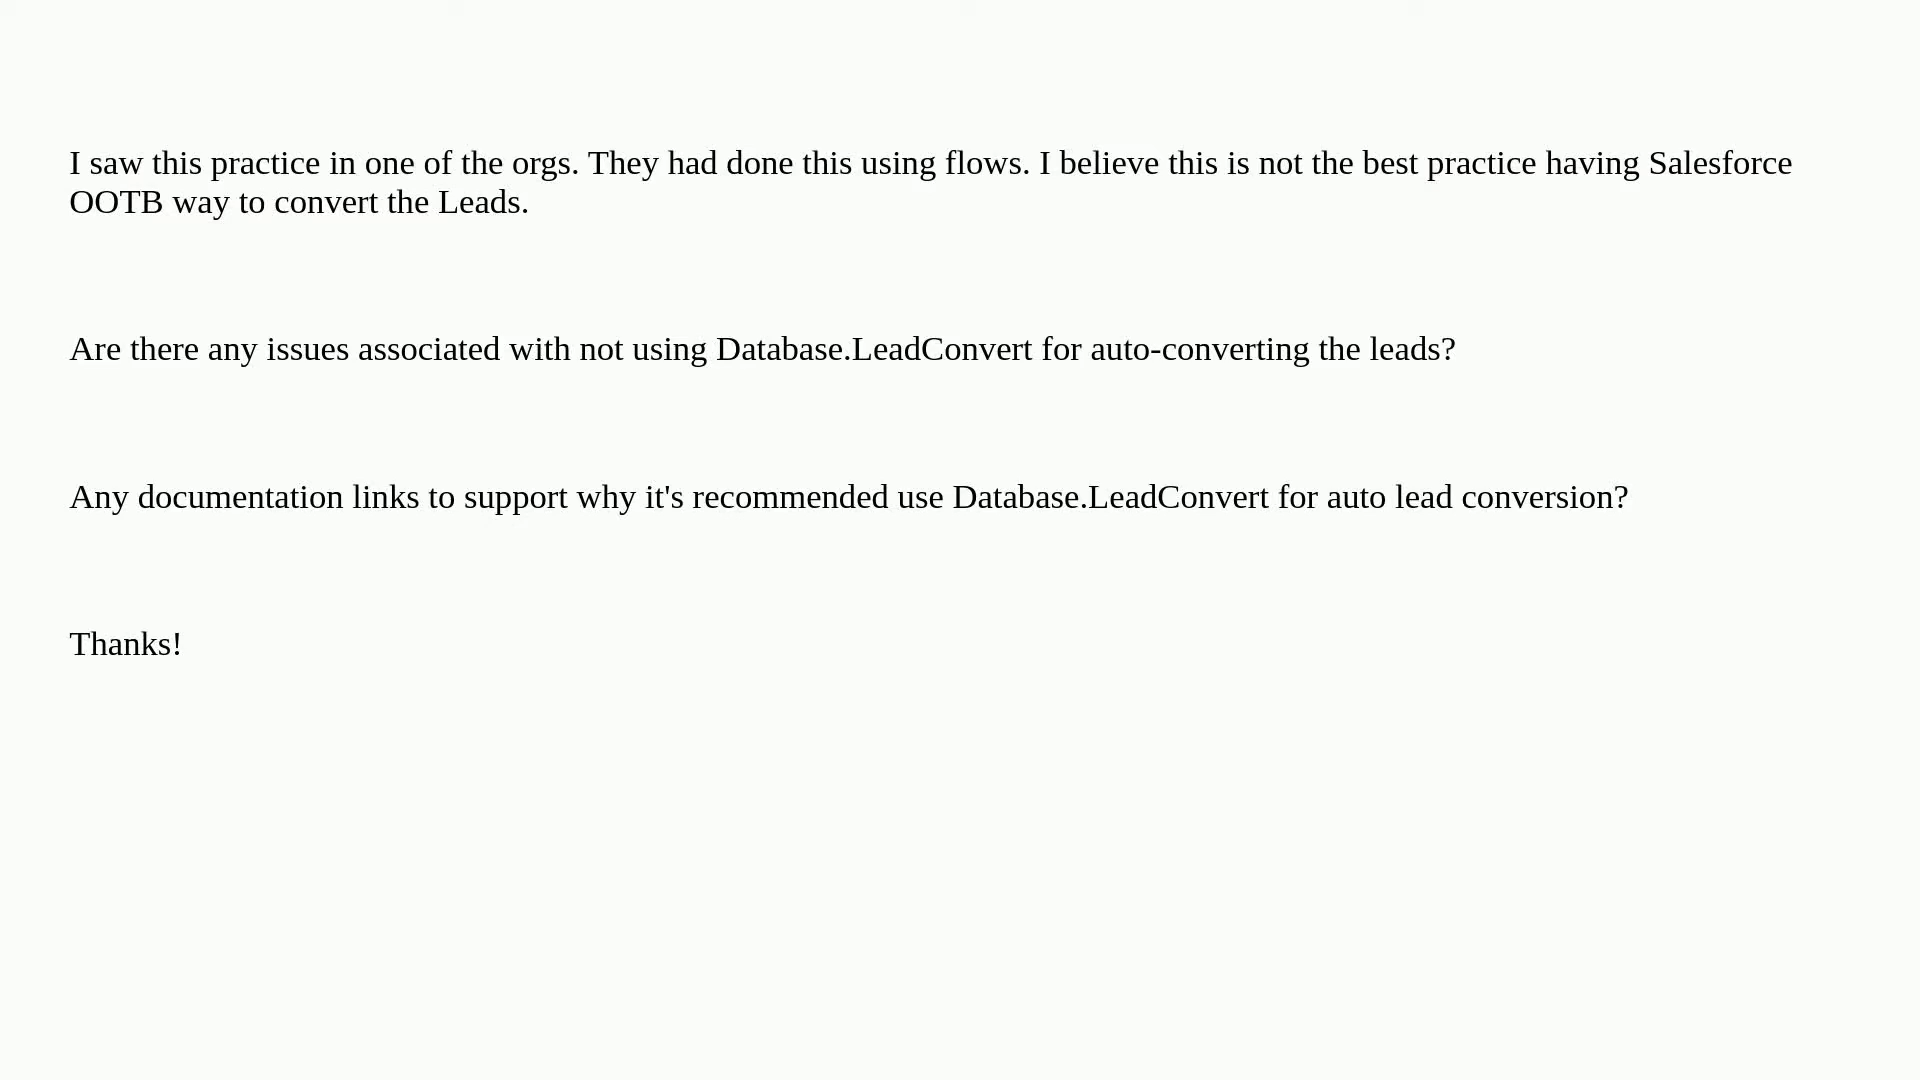 I saw this practice in one of the orgs. They had done this using flows. I believe this is not the best practice having Salesforce
OOTB way to convert the Leads.
Are there any issues associated with not using Database.LeadConvert for auto-converting the leads?
Any documentation links to support why it's recommended use Database.LeadConvert for auto lead conversion?
Thanks!